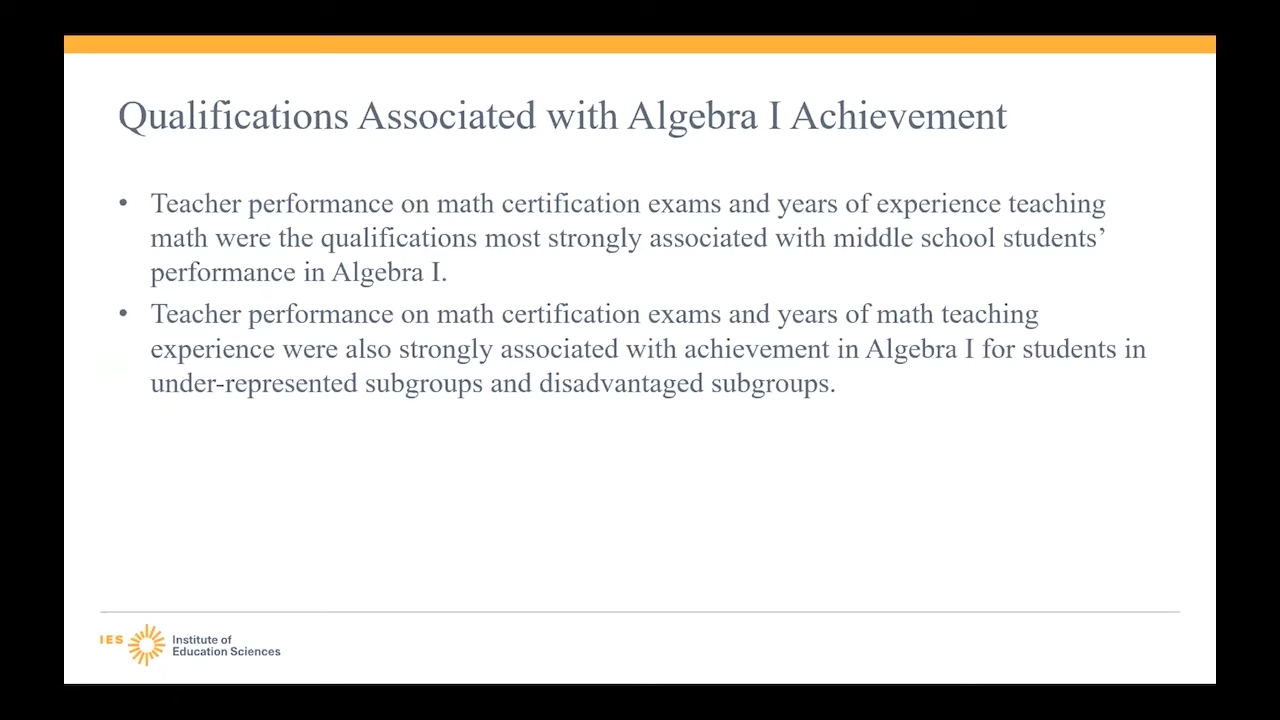 Qualifications Associated with Algebra I Achievement
• Teacher performance on math certification exams and years of experience teaching
math were the qualifications most strongly associated with middle school students’
performance in Algebra I.
• Teacher performance on math certification exams and years of math teaching
experience were also strongly associated with achievement in Algebra I for students in
under-represented subgroups and disadvantaged subgroups.
IES
Institute of
Education Sciences